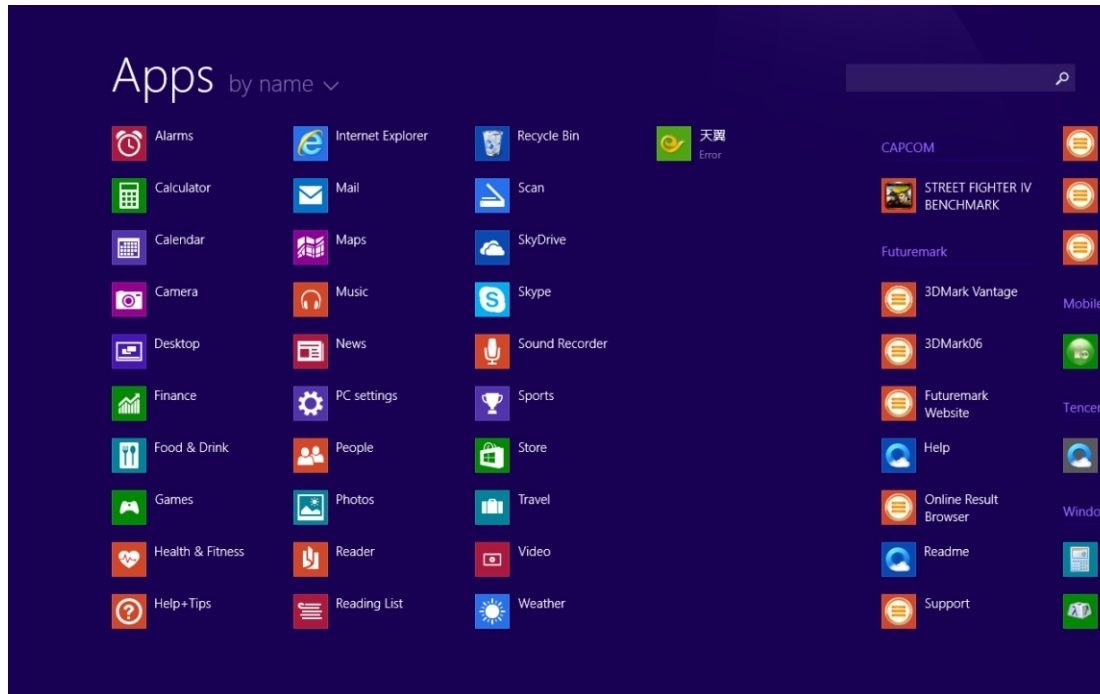 Apps by name
Alarms
Calculator
Calendar
Camera
Desktop
Finance
Food & Drink
Games
Health & Fitness
Help+Tips
Internet Explorer
Mail
Maps
Music
News
PC settings
People
Photos
Reader
Reading List
Recycle Bin
Scan
SkyDrive
Skype
Sound Recorder
Sports
Store
Travel
Video
Weather
天翼
Error
CAPCOM
STREET FIGHTER IV
BENCHMARK
Futuremark
3DMark Vantage
3DMark06
Futuremark
Website
Help
Online Result
Browser
Readme
Support
Mobile
Tencen
Windo